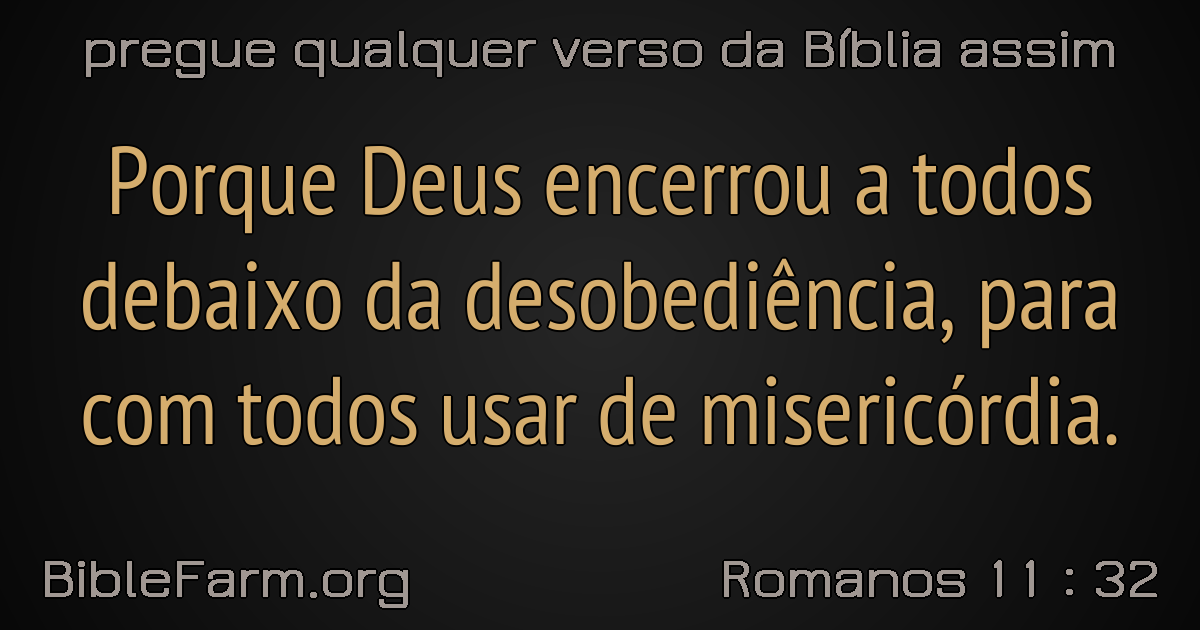 pregue qualquer verso da Bíblia assim
Porque Deus encerrou a todos
debaixo da desobediência, para
com todos usar de misericórdia.
BibleFarm.org
Romanos 11 : 32